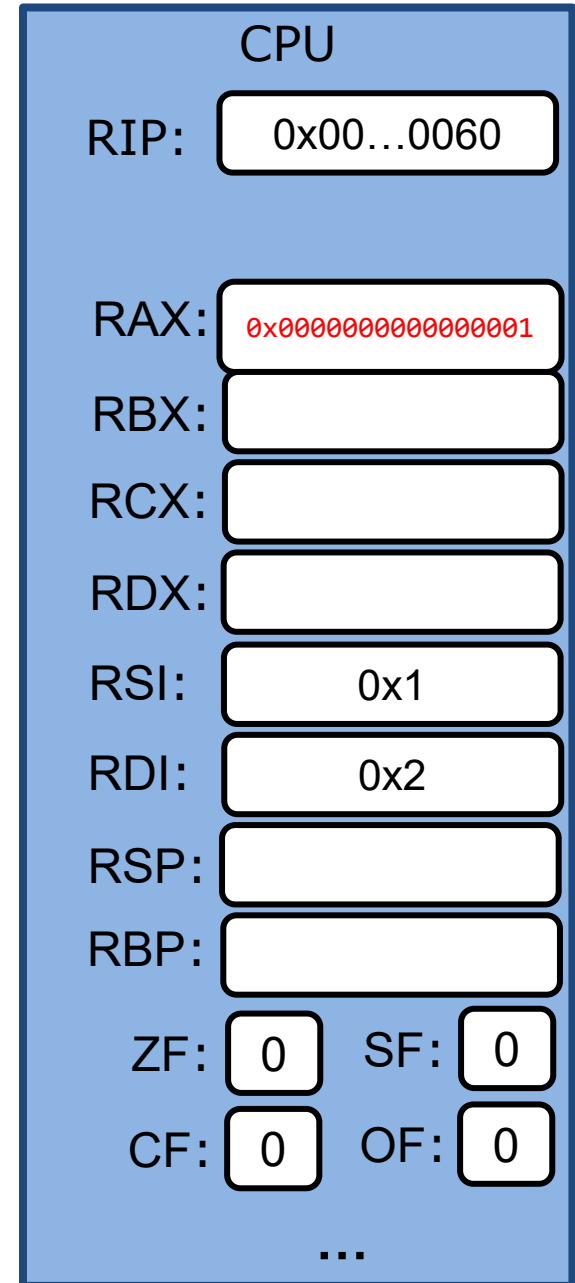 CPU
RIP: 0x00…0060
RAX: 0x0000000000000001
RBX:
RCX:
RDX:
RSI: 0x1
RDI: 0x2
RSP:
RBP:
ZF: 0 SF: 0
CF: 0 OF: 0
…